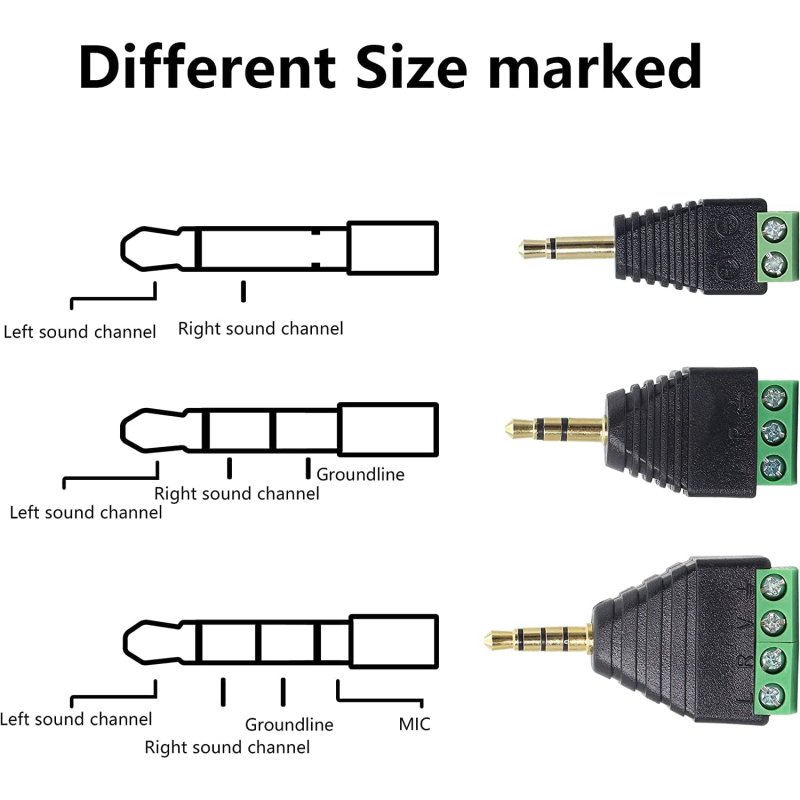 Different Size marked
Left sound channel
Right sound channel
Groundline
Right sound channel
Left sound channel
Left sound channel
Groundline
MIC
Right sound channel
R
L R V